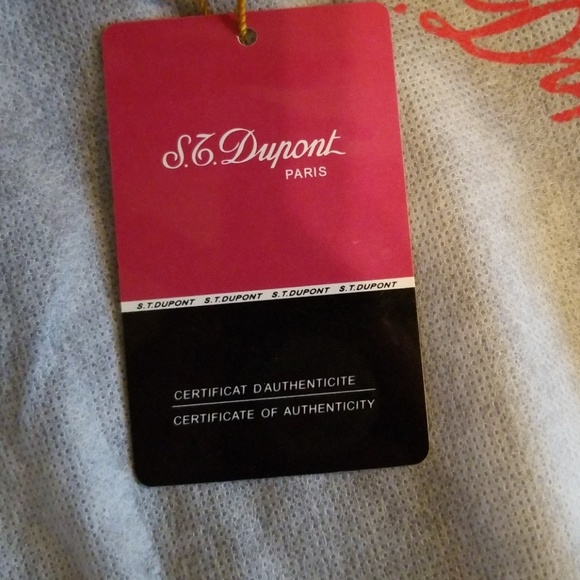 S.T. Dupont
PARIS
S.T.DUPONT S.T.DUPONT S.T.DUPONT S.T.DUPONT
CERTIFICAT D'AUTHENTICITE
CERTIFICATE OF AUTHENTICITY